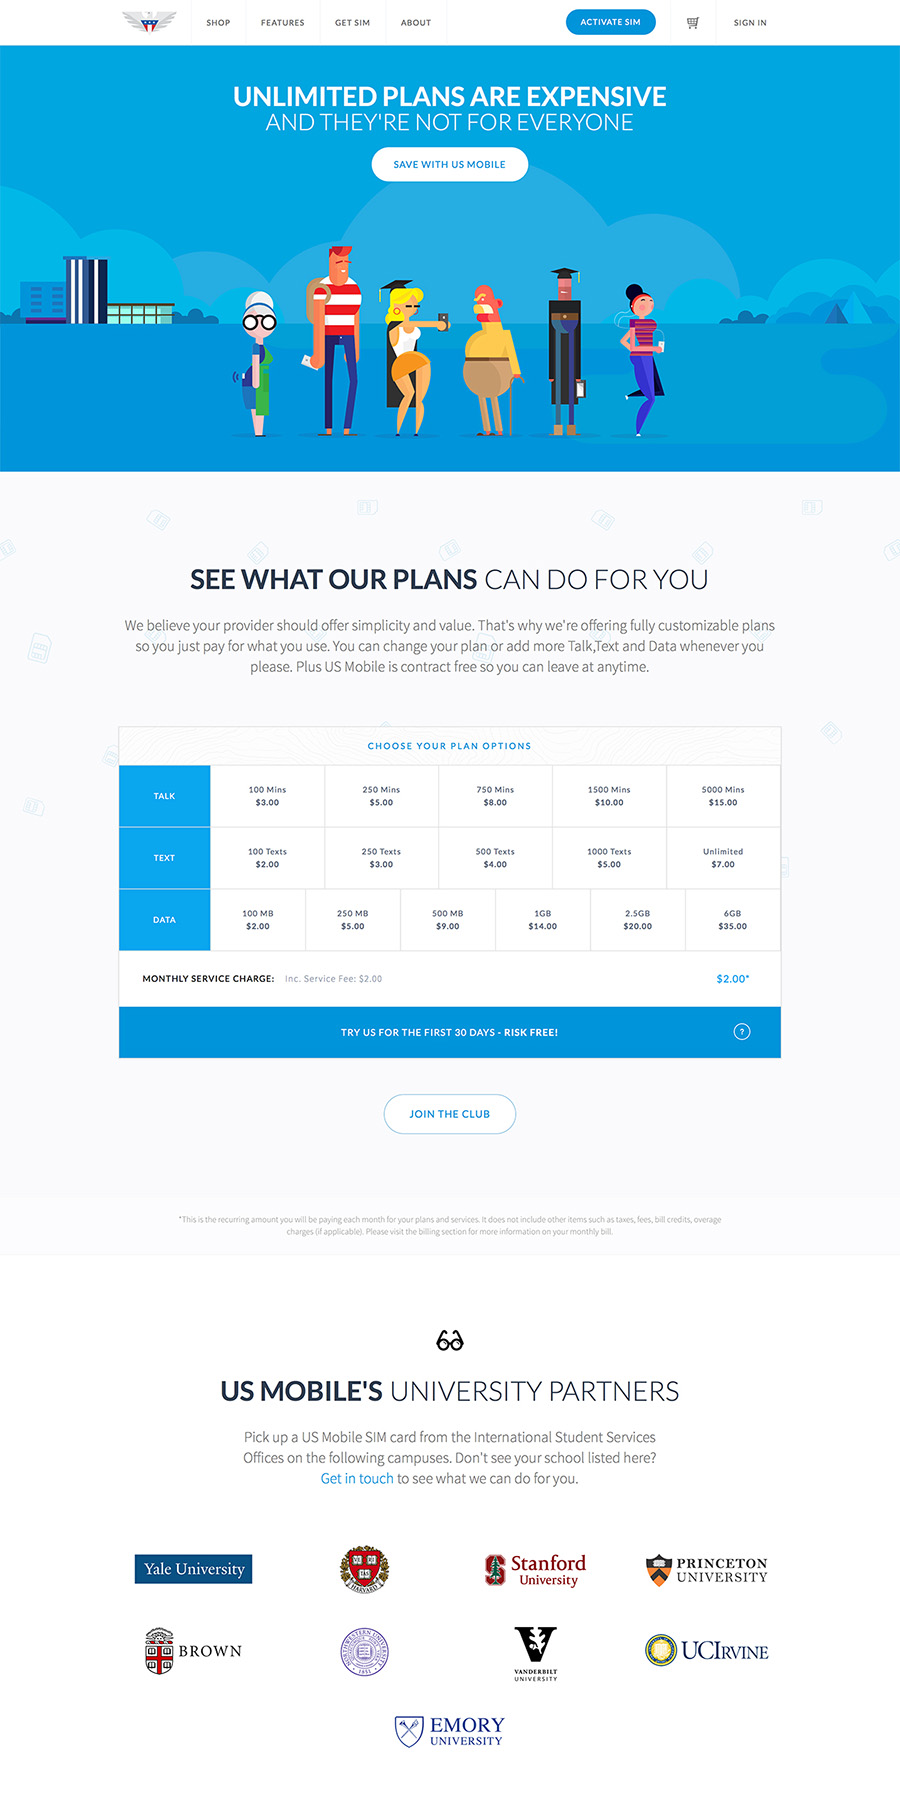 SHOP FEATURES GET SIM ABOUT ACTIVATE SIM SIGN IN
UNLIMITED PLANS ARE EXPENSIVE
AND THEY'RE NOT FOR EVERYONE
SAVE WITH US MOBILE
SEE WHAT OUR PLANS CAN DO FOR YOU
We believe your provider should offer simplicity and value. That's why we're offering fully customizable plans
so you just pay for what you use. You can change your plan or add more Talk,Text and Data whenever you
please. Plus US Mobile is contract free so you can leave at anytime.
CHOOSE YOUR PLAN OPTIONS
TALK
100 Mins
$3.00
250 Mins
$5.00
750 Mins
$8.00
1500 Mins
$10.00
5000 Mins
$15.00
TEXT
100 Texts
$2.00
250 Texts
$3.00
500 Texts
$4.00
1000 Texts
$5.00
Unlimited
$7.00
DATA
100 MB
$2.00
250 MB
$5.00
500 MB
$9.00
1GB
$14.00
2.5GB
$20.00
6GB
$35.00
MONTHLY SERVICE CHARGE: Inc. Service Fee: $2.00 $2.00*
TRY US FOR THE FIRST 30 DAYS - RISK FREE! ?
JOIN THE CLUB
*This is the recurring amount you will be paying each month for your plans and services. It does not include other items such as taxes, fees, bill credits, overage
charges (if applicable). Please visit the billing section for more information on your monthly bill.
US MOBILE'S UNIVERSITY PARTNERS
Pick up a US Mobile SIM card from the International Student Services
Offices on the following campuses. Don't see your school listed here?
Get in touch to see what we can do for you.
Yale University
HARVARD
Stanford
University
PRINCETON
UNIVERSITY
BROWN
NORTHWESTERN UNIVERSITY
1851
VANDERBILT
UNIVERSITY
UCIRVINE
EMORY
UNIVERSITY